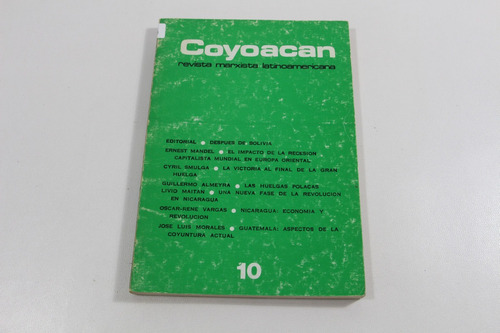 Coyoacan
revista marxista latinoamericana
EDITORIAL • DESPUES DE BOLIVIA
ERNEST MANDEL • EL IMPACTO DE LA RECESION
CAPITALISTA MUNDIAL EN EUROPA ORIENTAL
CYRIL SMULGA • LA VICTORIA AL FINAL DE LA GRAN
HUELGA
GUILLERMO ALMEYRA • LAS HUELGAS POLACAS
LIVIO MAITAN • UNA NUEVA FASE DE LA REVOLUCION
EN NICARAGUA
OSCAR-RENE VARGAS • NICARAGUA: ECONOMIA Y
REVOLUCION
JOSE LUIS MORALES • GUATEMALA: ASPECTOS DE LA
COYUNTURA ACTUAL
10